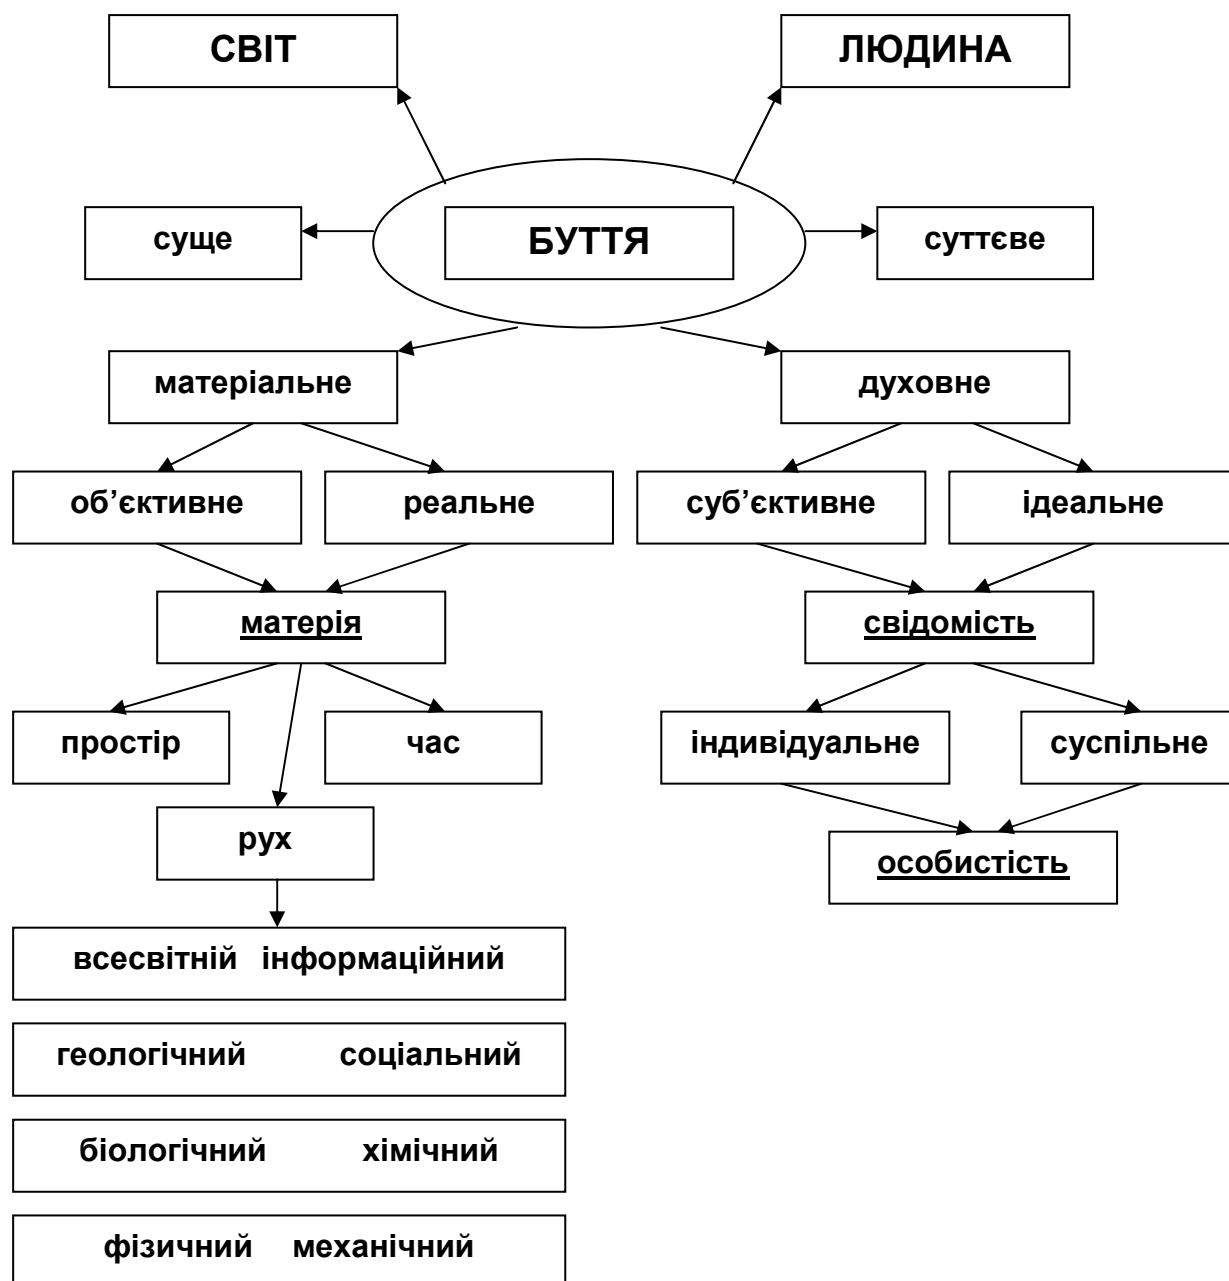 СВІТ ЛЮДИНА
суще БУТТЯ суттєве
матеріальне духовне
об’єктивне реальне суб’єктивне ідеальне
матерія свідомість
простір час індивідуальне суспільне
рух особистість
всесвітній інформаційний
геологічний соціальний
біологічний хімічний
фізичний механічний